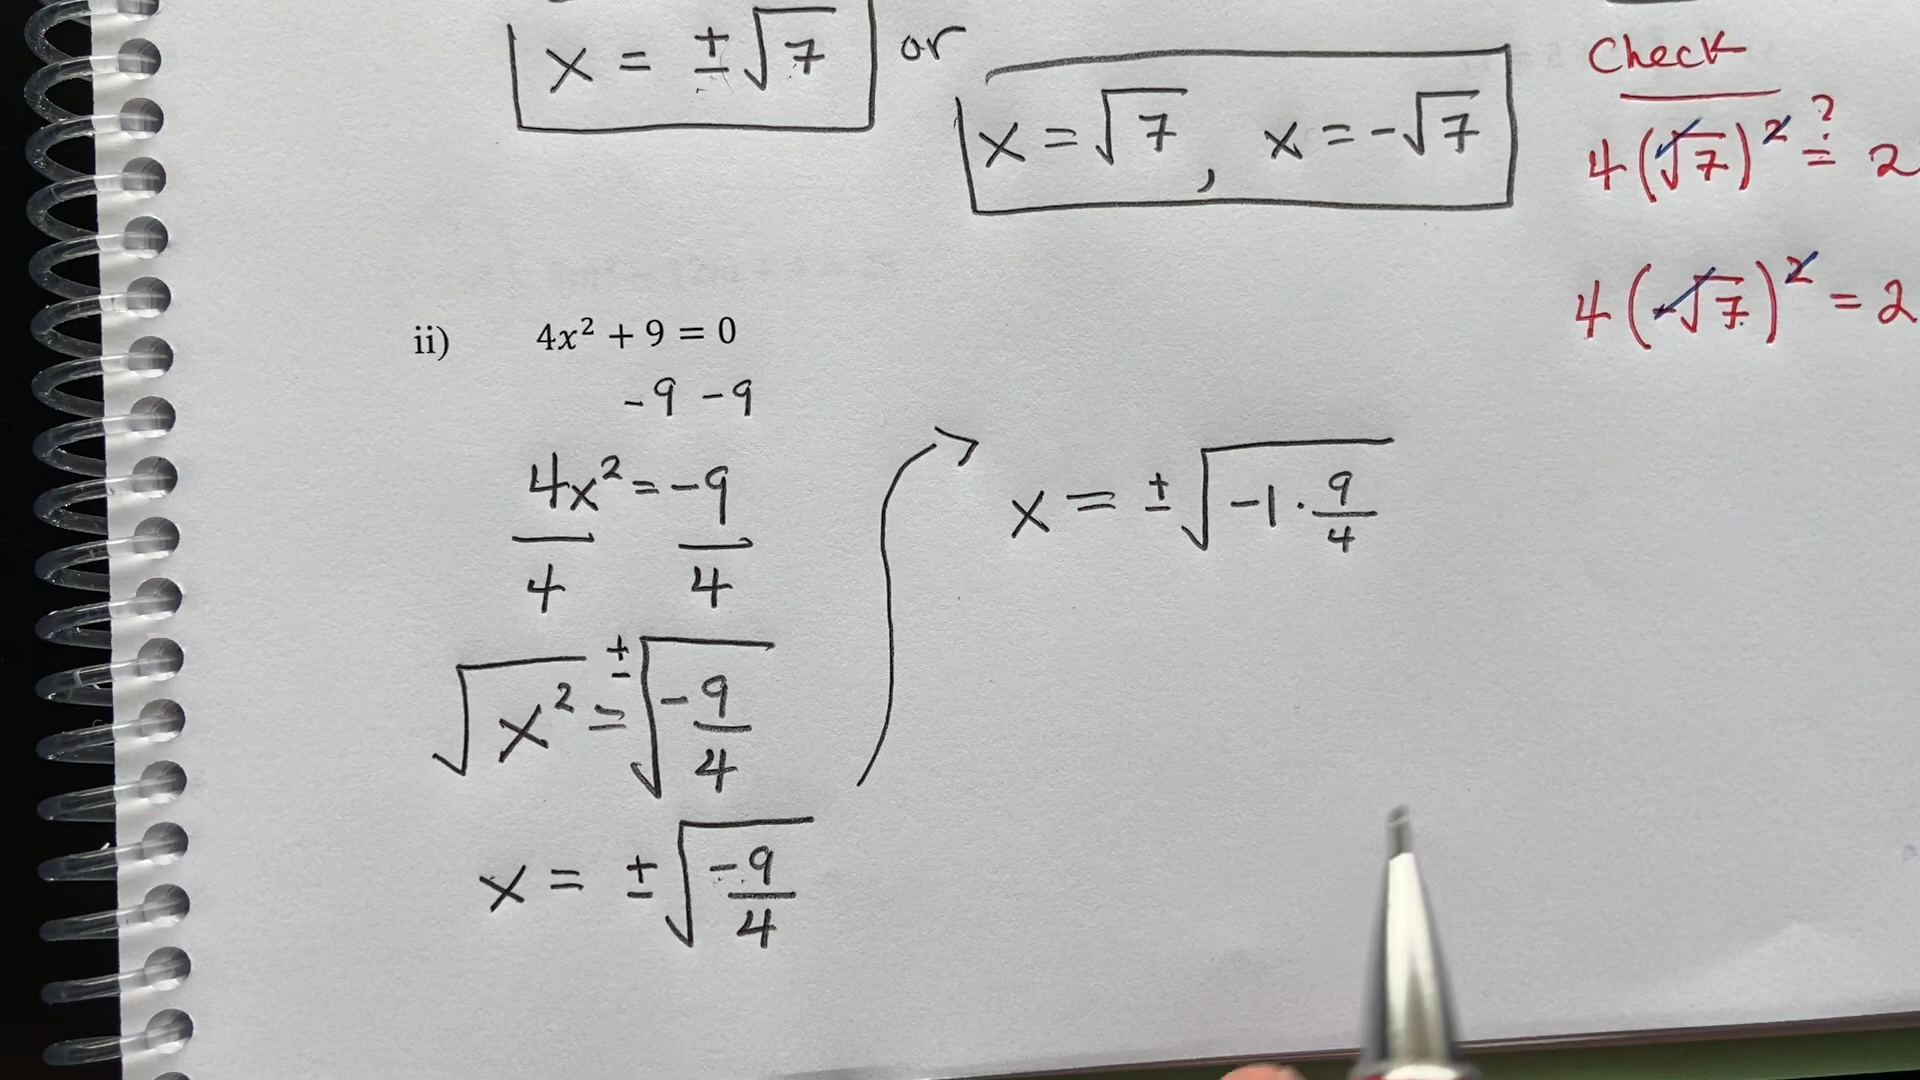 x = ±√7 or
x = √7 , x = -√7
Check
4(√7)² ≟ 2
4(-√7)² = 2
ii) 4x² + 9 = 0
-9 -9
4x² = -9
4 4
√x² = ±√-9/4
x = ±√-9/4
x = ±√-1 · 9/4